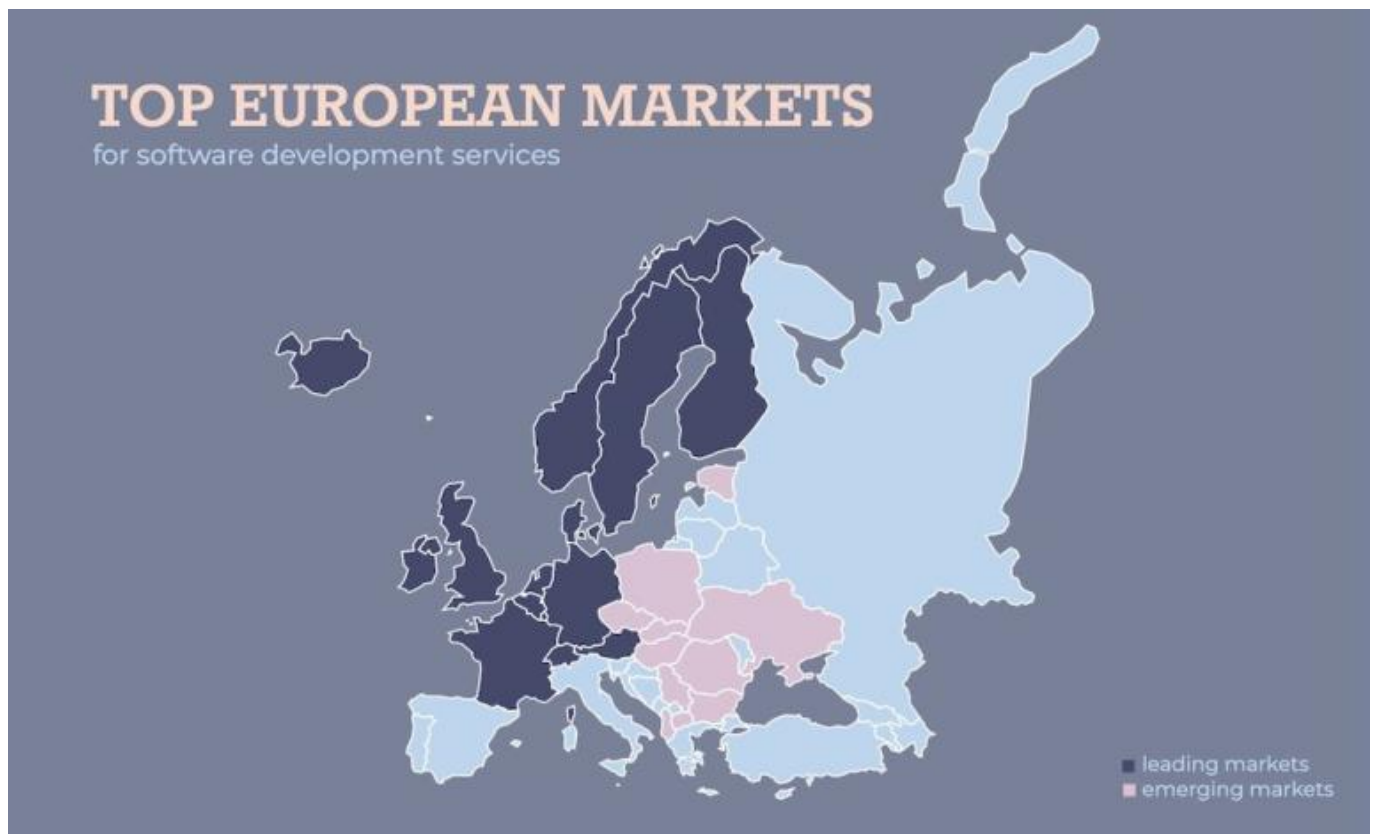 TOP EUROPEAN MARKETS
for software development services
leading markets
emerging markets